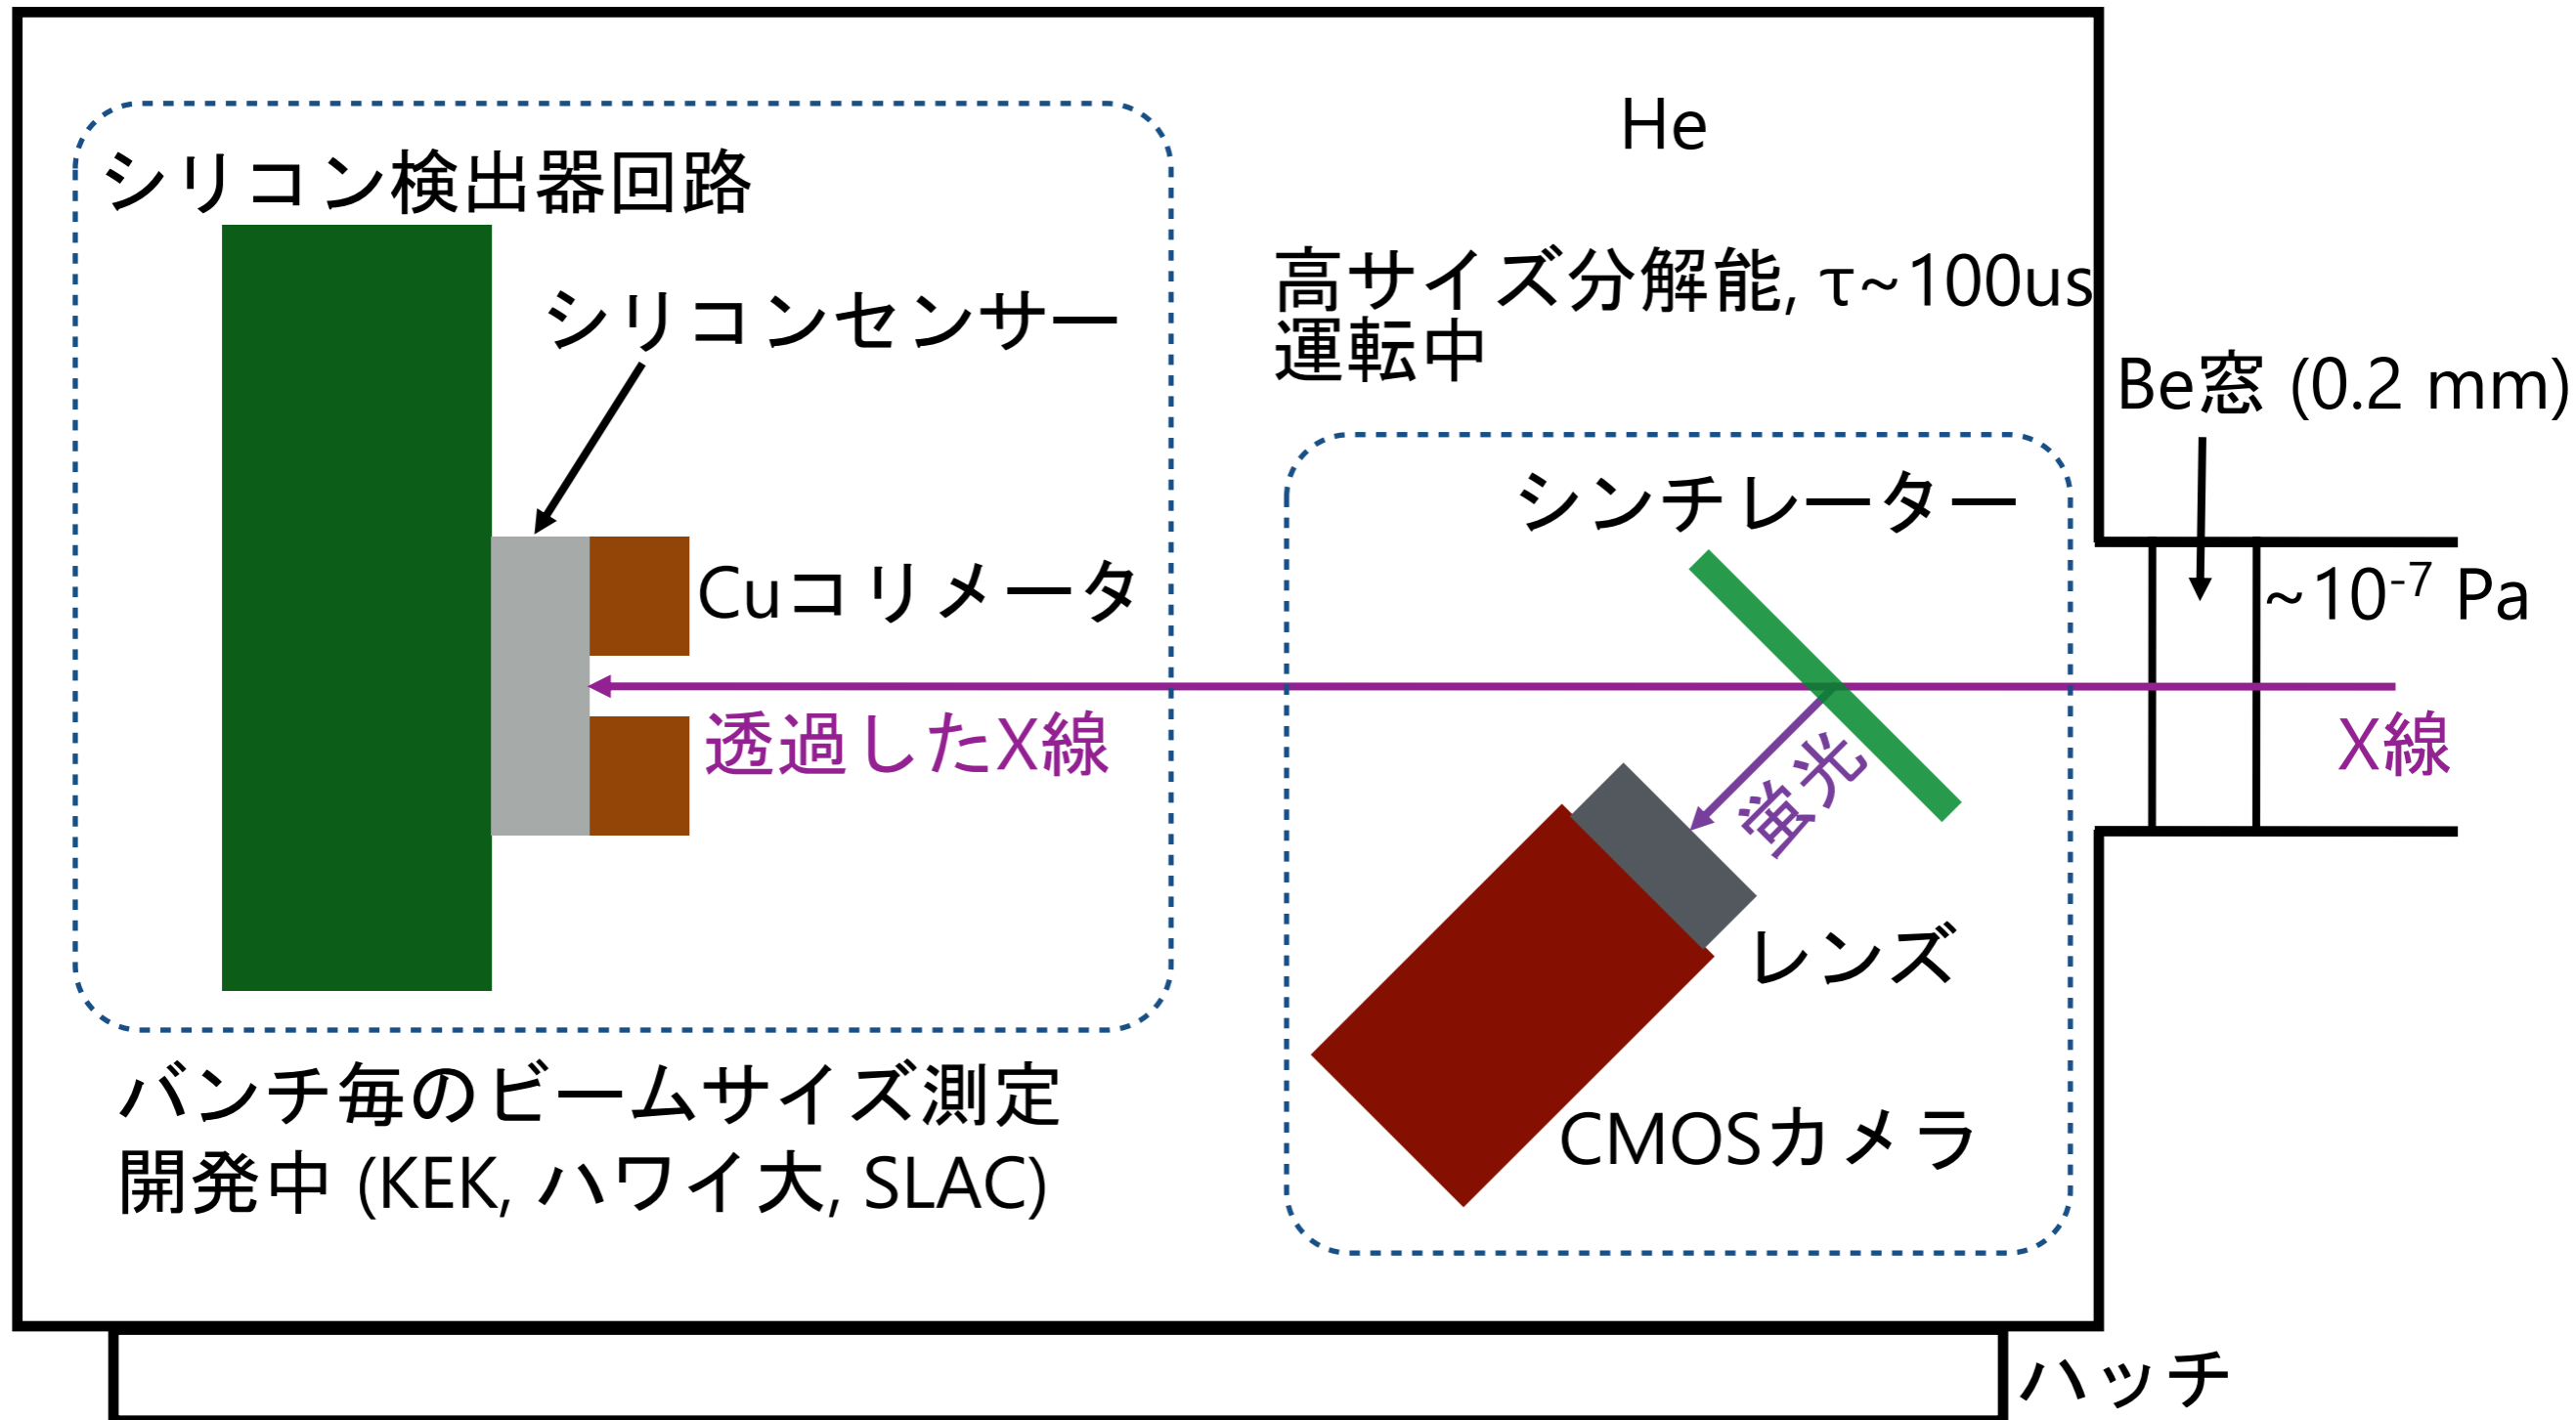 He
シリコン検出器回路
高サイズ分解能, τ~100us
運転中
シリコンセンサー
Be窓 (0.2 mm)
シンチレーター
Cuコリメータ
~10⁻⁷ Pa
透過したX線
X線
蛍光
レンズ
CMOSカメラ
バンチ毎のビームサイズ測定
開発中 (KEK, ハワイ大, SLAC)
ハッチ